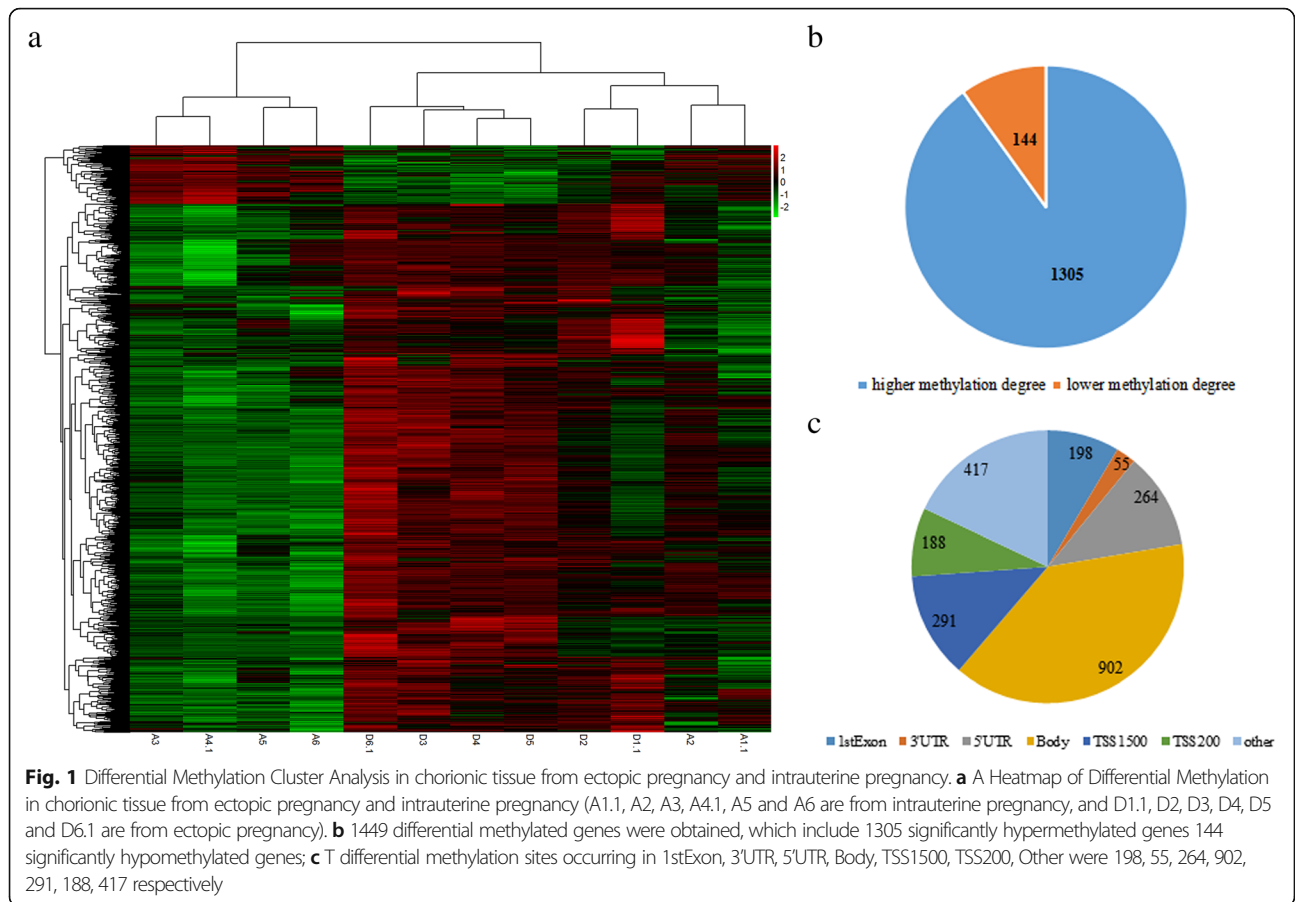 a
2
1
0
-1
-2
A3
A4.1
A5
A6
D6.1
D3
D4
D5
D2
D1.1
A2
A1.1
b
144
1305
higher methylation degree lower methylation degree
c
198
55
264
417
188
291
902
1stExon 3'UTR 5'UTR Body TSS1500 TSS200 other
Fig. 1 Differential Methylation Cluster Analysis in chorionic tissue from ectopic pregnancy and intrauterine pregnancy. a A Heatmap of Differential Methylation
in chorionic tissue from ectopic pregnancy and intrauterine pregnancy (A1.1, A2, A3, A4.1, A5 and A6 are from intrauterine pregnancy, and D1.1, D2, D3, D4, D5
and D6.1 are from ectopic pregnancy). b 1449 differential methylated genes were obtained, which include 1305 significantly hypermethylated genes 144
significantly hypomethylated genes; c T differential methylation sites occurring in 1stExon, 3′UTR, 5′UTR, Body, TSS1500, TSS200, Other were 198, 55, 264, 902,
291, 188, 417 respectively